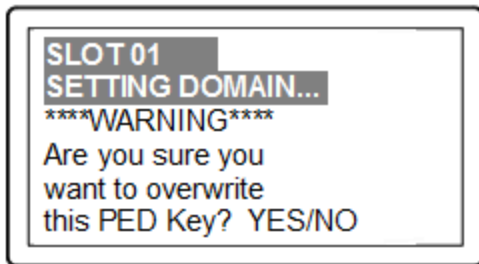 SLOT 01
SETTING DOMAIN...
****WARNING****
Are you sure you
want to overwrite
this PED Key?  YES/NO